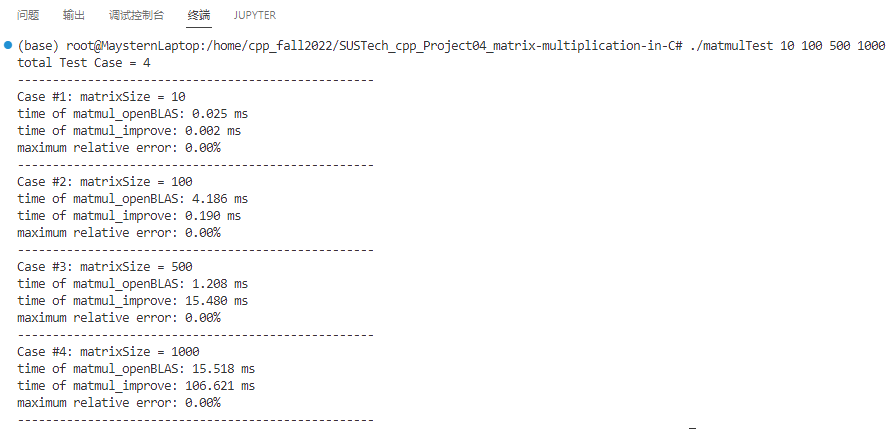 问题 输出 调试控制台 终端 JUPYTER
(base) root@MaysternLaptop:/home/cpp_fall2022/SUSTech_cpp_Project04_matrix-multiplication-in-C# ./matmulTest 10 100 500 1000
total Test Case = 4
---------------------------------------------------
Case #1: matrixSize = 10
time of matmul_openBLAS: 0.025 ms
time of matmul_improve: 0.002 ms
maximum relative error: 0.00%
---------------------------------------------------
Case #2: matrixSize = 100
time of matmul_openBLAS: 4.186 ms
time of matmul_improve: 0.190 ms
maximum relative error: 0.00%
---------------------------------------------------
Case #3: matrixSize = 500
time of matmul_openBLAS: 1.208 ms
time of matmul_improve: 15.480 ms
maximum relative error: 0.00%
---------------------------------------------------
Case #4: matrixSize = 1000
time of matmul_openBLAS: 15.518 ms
time of matmul_improve: 106.621 ms
maximum relative error: 0.00%
---------------------------------------------------